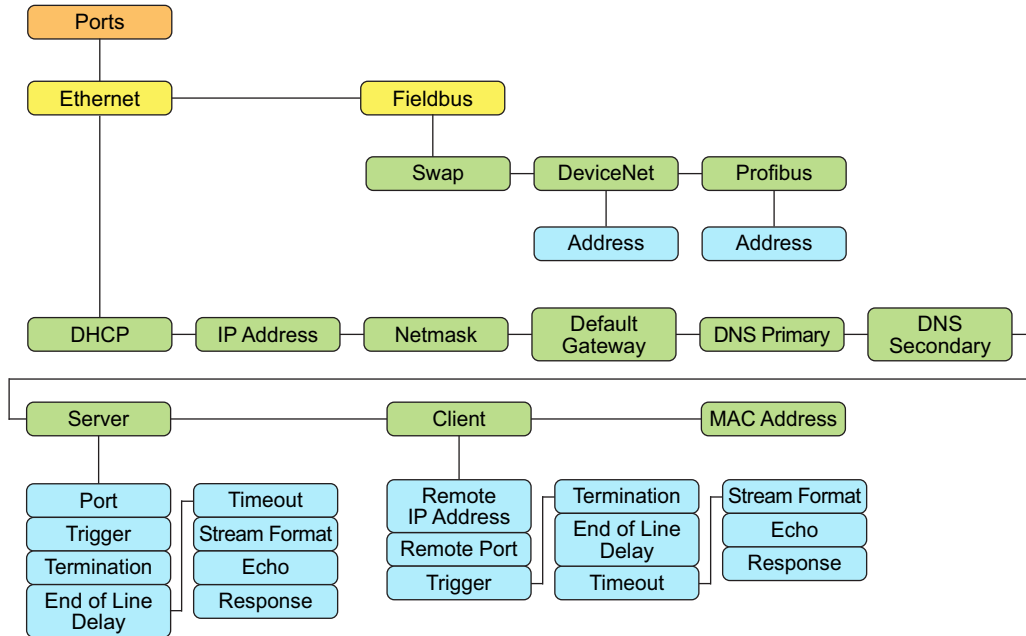 Ports
Ethernet
Fieldbus
Swap
DeviceNet
Profibus
Address
Address
DHCP
IP Address
Netmask
Default
Gateway
DNS Primary
DNS
Secondary
Server
Client
MAC Address
Port
Trigger
Termination
End of Line
Delay
Timeout
Stream Format
Echo
Response
Remote
IP Address
Remote Port
Trigger
Termination
End of Line
Delay
Timeout
Stream Format
Echo
Response